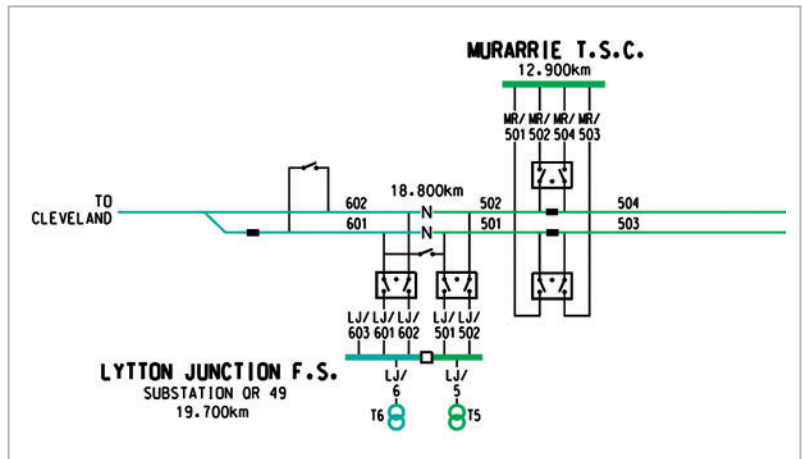 MURARRIE T.S.C.
12.900km
MR/ MR/ MR/ MR/
501 502 504 503
TO
CLEVELAND
602
18.800km
502
504
N
601
501
503
N
LJ/ LJ/ LJ/ LJ/ LJ/
603 601 602 501 502
LYTTON JUNCTION F.S.
SUBSTATION QR 49
19.700km
LJ/ LJ/
6 5
T6 T5